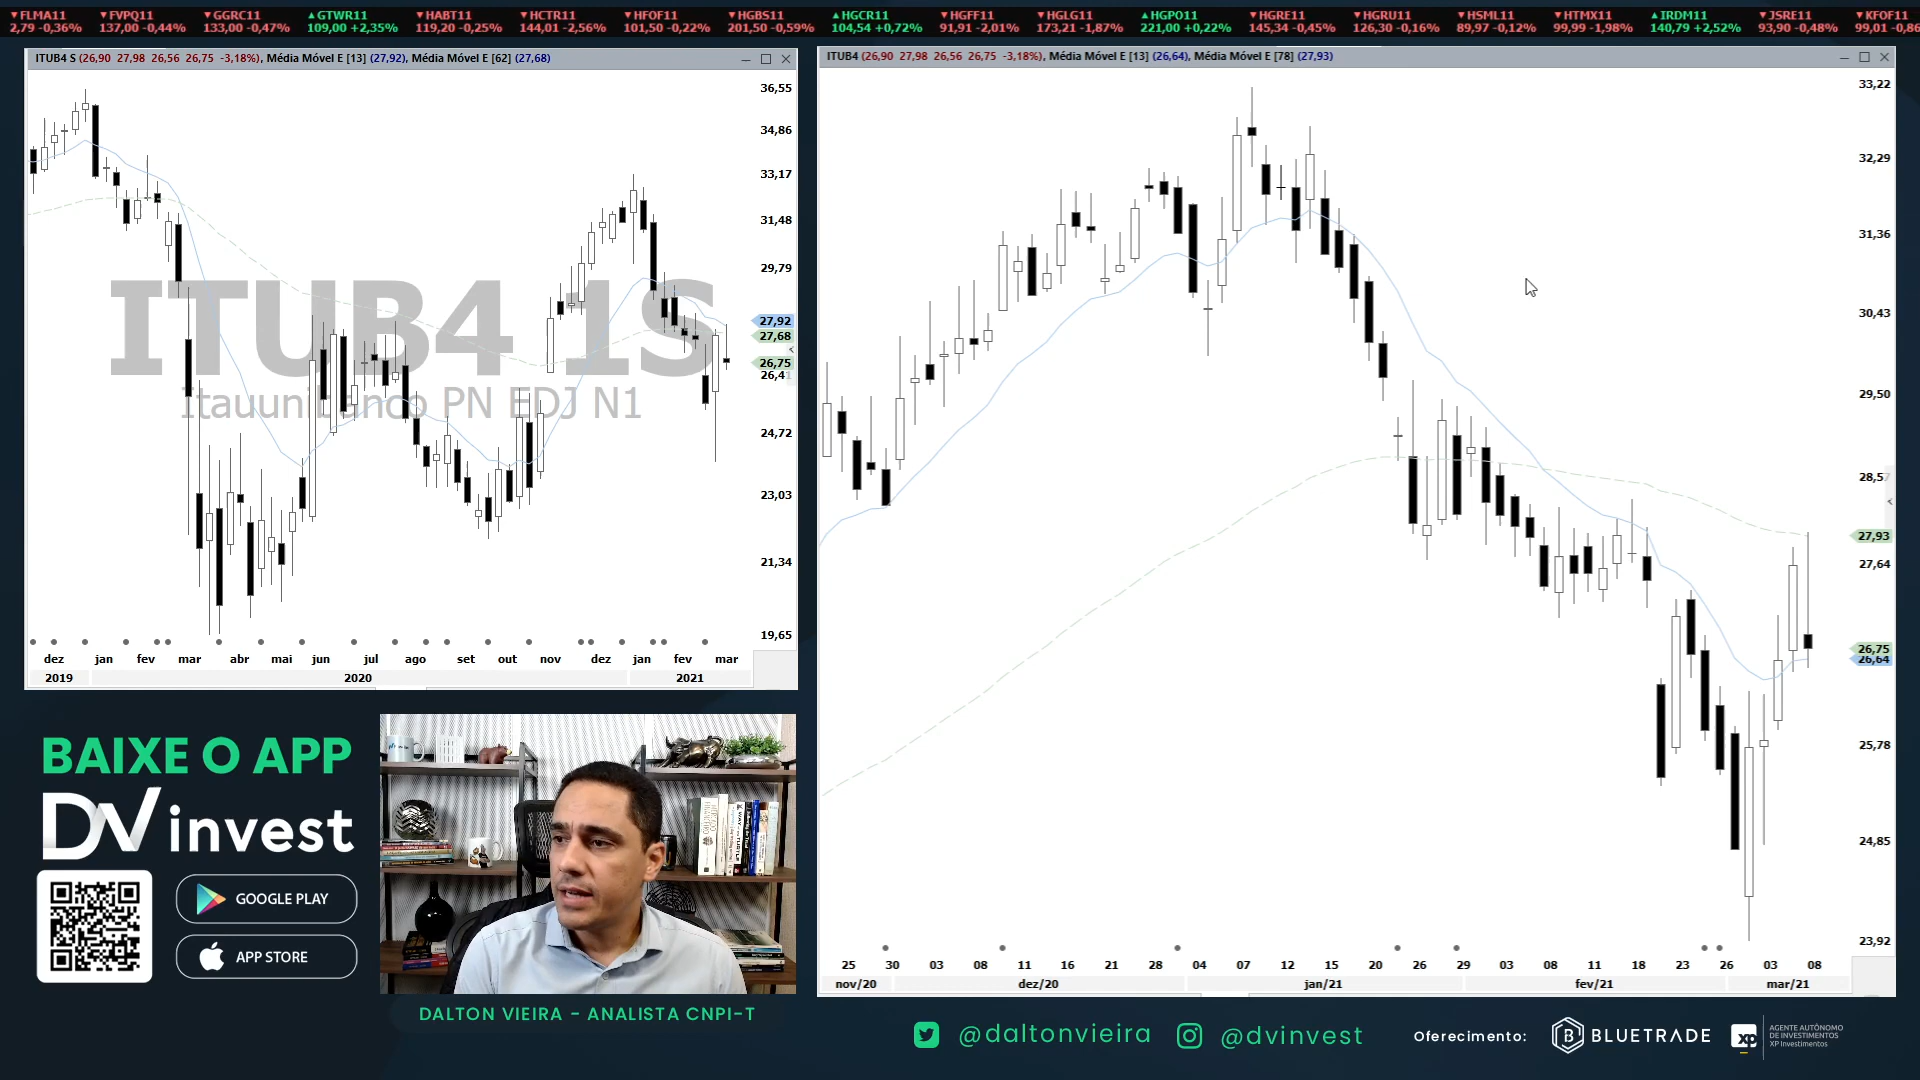 ▼FLMA11 ▼FVPQ11 ▼GGRC11 ▲GTWR11 ▼HABT11 ▼HCTR11 ▼HFOF11 ▼HGBS11 ▲HGCR11 ▼HGFF11 ▼HGLG11 ▲HGPO11 ▼HGRE11 ▼HGRU11 ▼HSML11 ▼HTMX11 ▲IRDM11 ▼JSRE11 ▼KFOF11
2,79 -0,36% 137,00 -0,44% 133,00 -0,47% 109,00 +2,35% 119,20 -0,25% 144,01 -2,56% 101,50 -0,22% 201,50 -0,59% 104,54 +0,72% 91,91 -2,01% 173,21 -1,87% 221,00 +0,22% 145,34 -0,45% 126,30 -0,16% 89,97 -0,12% 99,99 -1,98% 140,79 +2,52% 93,90 -0,48% 99,01 -0,86
ITUB4 S (26,90 27,98 26,56 26,75 -3,18%), Média Móvel E [13] (27,92), Média Móvel E [62] (27,68)
36,55
34,86
33,17
31,48
29,79
27,92
27,68
26,75
26,41
24,72
23,03
21,34
19,65
ITUB4 1S
Itauunibanco PN EDJ N1
dez jan fev mar abr mai jun jul ago set out nov dez jan fev mar
2019 2020 2021
ITUB4 (26,90 27,98 26,56 26,75 -3,18%), Média Móvel E [13] (26,64), Média Móvel E [78] (27,93)
33,22
32,29
31,36
30,43
29,50
28,57
27,93
27,64
26,75
26,64
25,78
24,85
23,92
25 30 03 08 11 16 21 28 04 07 12 15 20 26 29 03 08 11 18 23 26 03 08
nov/20 dez/20 jan/21 fev/21 mar/21
BAIXE O APP
DVinvest
GOOGLE PLAY
APP STORE
DALTON VIEIRA - ANALISTA CNPI-T
@daltonvieira @dvinvest
Oferecimento:
BLUETRADE
xp
AGENTE AUTÔNOMO
DE INVESTIMENTOS
XP Investimentos